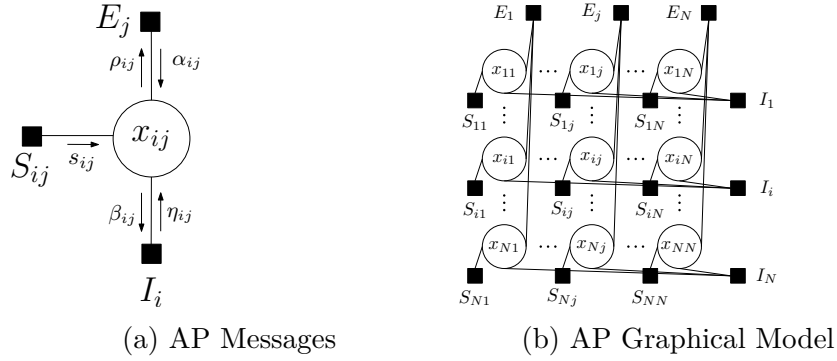 E_j
ρ_ij α_ij
x_ij
S_ij s_ij
β_ij η_ij
I_i
(a) AP Messages
E_1 E_j E_N
x_11 ··· x_1j ··· x_1N
I_1
S_11 ⋮ S_1j ⋮ S_1N ⋮
x_i1 ··· x_ij ··· x_iN
I_i
S_i1 ⋮ S_ij ⋮ S_iN ⋮
x_N1 ··· x_Nj ··· x_NN
I_N
S_N1 S_Nj S_NN
(b) AP Graphical Model